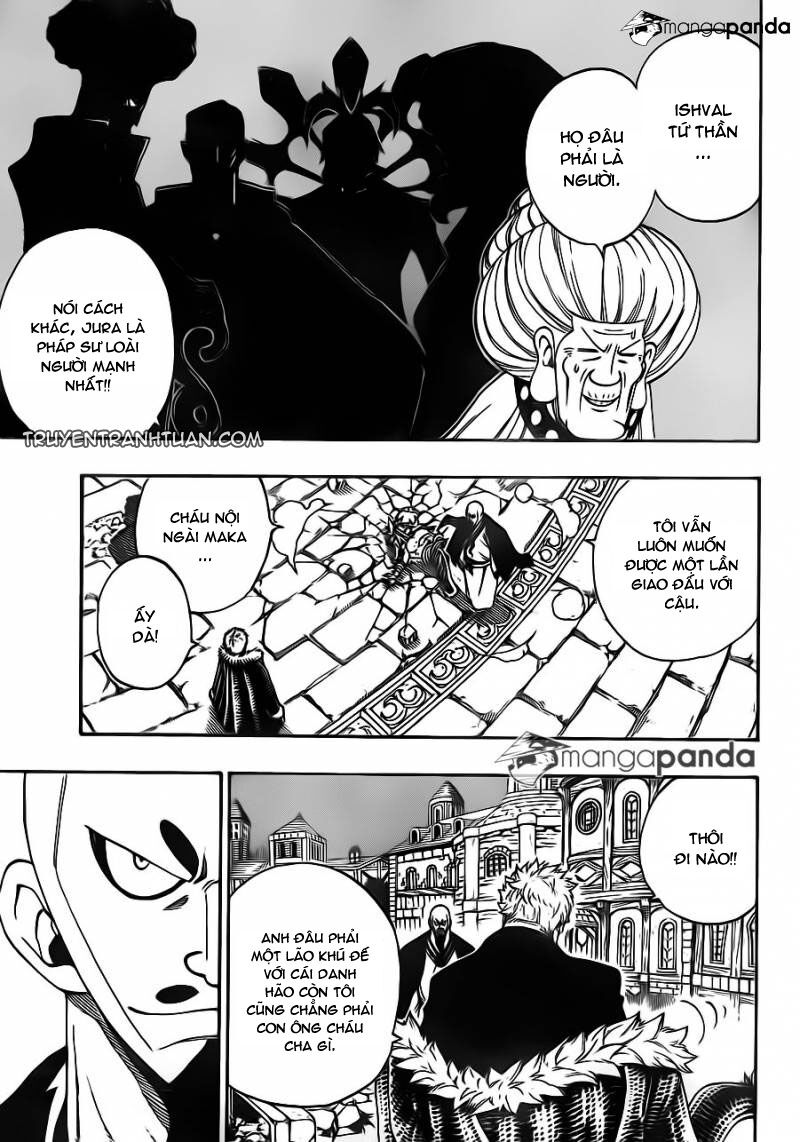 mangapanda
ISHVAL
TỨ THẦN
...
HỌ ĐÂU
PHẢI LÀ
NGƯỜI.
NÓI CÁCH
KHÁC, JURA LÀ
PHÁP SƯ LOÀI
NGƯỜI MẠNH
NHẤT!!
TRUYENTRANHTUAN.COM
TÔI VẪN
LUÔN MUỐN
ĐƯỢC MỘT LẦN
GIAO ĐẤU VỚI
CẬU.
CHÁU NỘI
NGÀI MAKA
...
ẤY
DÀ!
mangapanda
THÔI
ĐI NÀO!!
ANH ĐÂU PHẢI
MỘT LÃO KHÚ ĐẾ
VỚI CÁI DANH
HÃO CÒN TÔI
CŨNG CHẲNG PHẢI
CON ÔNG CHÁU
CHA GÌ.